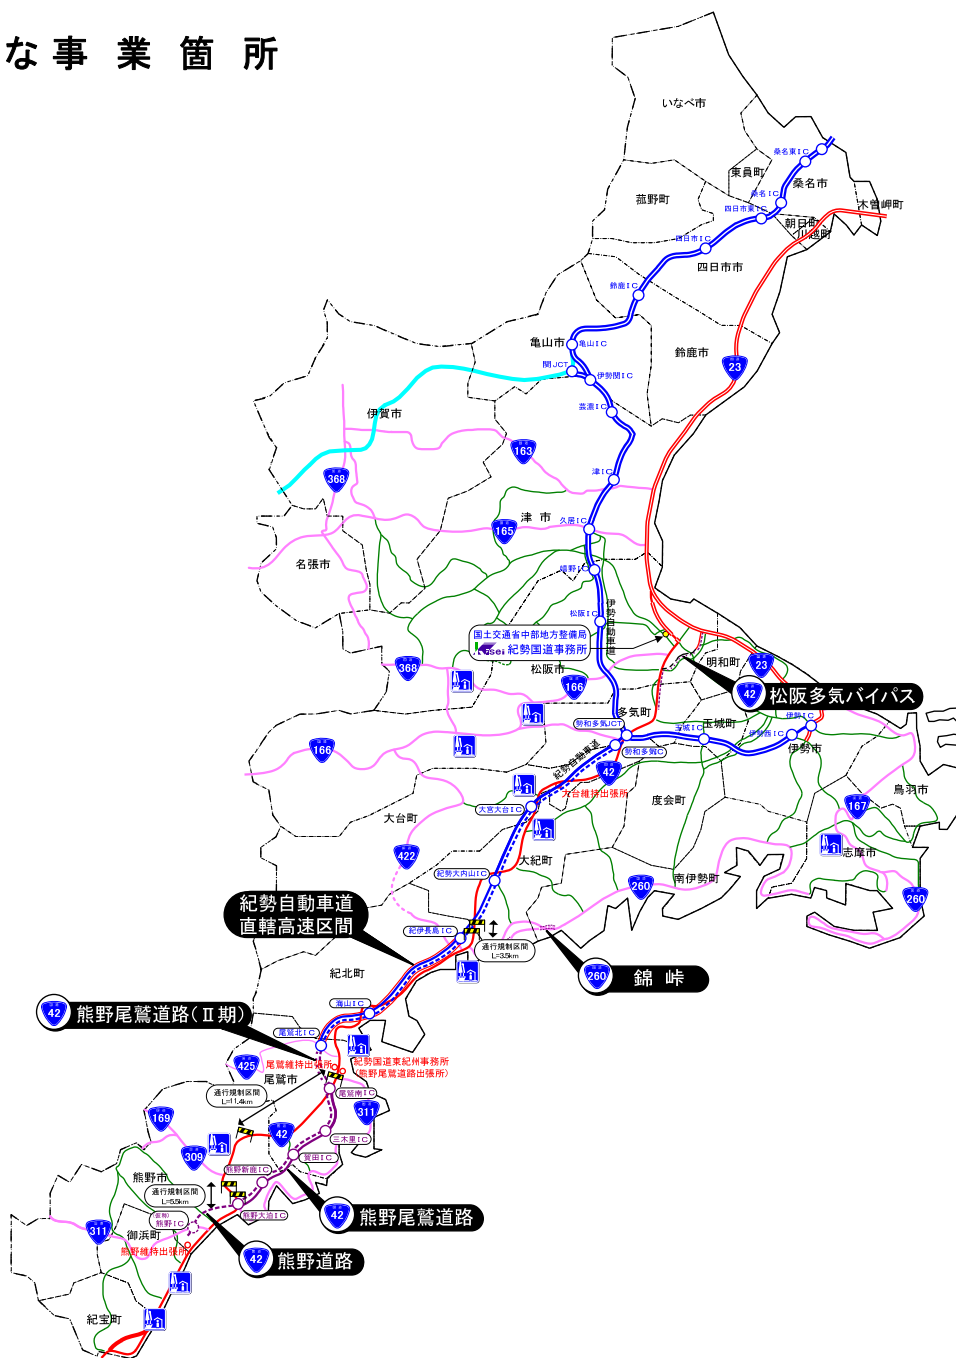 な事業箇所
いなべ市
桑名東IC
東員町
桑名市
菰野町
桑名IC
四日市東IC
木曽岬町
朝日町
川越町
四日市IC
四日市市
鈴鹿IC
亀山市
亀山IC
鈴鹿市
関JCT
伊勢関IC
23
芸濃IC
伊賀市
163
津IC
368
津市
久居IC
165
名張市
嬉野IC
伊勢自動車道
松阪IC
国土交通省中部地方整備局
紀勢国道事務所
368
松阪市
明和町
23
166
42
松阪多気バイパス
多気町
勢和多気JCT
玉城町
玉城IC
伊勢IC
伊勢西IC
伊勢市
166
紀勢自動車道
勢和多気IC
42
大台維持出張所
鳥羽市
大宮大台IC
度会町
167
大台町
志摩市
422
大紀町
紀勢大内山IC
南伊勢町
260
260
紀勢自動車道
直轄高速区間
紀伊長島IC
通行規制区間
L=3.5km
紀北町
260
錦峠
42
熊野尾鷲道路(Ⅱ期)
海山IC
尾鷲北IC
425
尾鷲維持出張所
紀勢国道東紀州事務所
(熊野尾鷲道路出張所)
尾鷲市
通行規制区間
L=11.4km
尾鷲南IC
311
169
42
三木里IC
309
賀田IC
熊野新鹿IC
熊野市
通行規制区間
L=5.5km
熊野大泊IC
42
熊野尾鷲道路
熊野IC
311
御浜町
熊野維持出張所
42
熊野道路
紀宝町